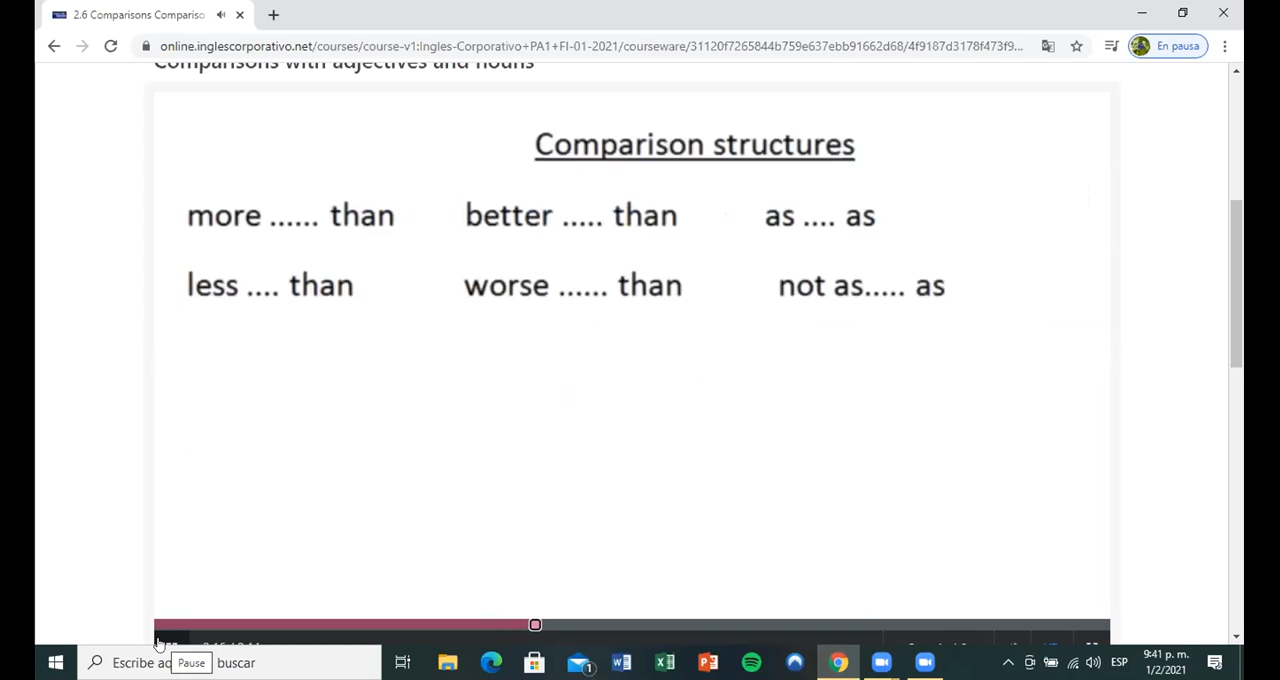 2.6 Comparisons Compariso
online.inglescorporativo.net/courses/course-v1:Ingles-Corporativo+PA1+FI-01-2021/courseware/31120f7265844b759e637ebb91662d68/4f9187d3178f473f9...
En pausa
Comparisons with adjectives and nouns
Comparison structures
more ...... than better ..... than as .... as
less .... than worse ...... than not as..... as
Escribe ac
Pause
buscar
1
ESP
9:41 p. m.
1/2/2021